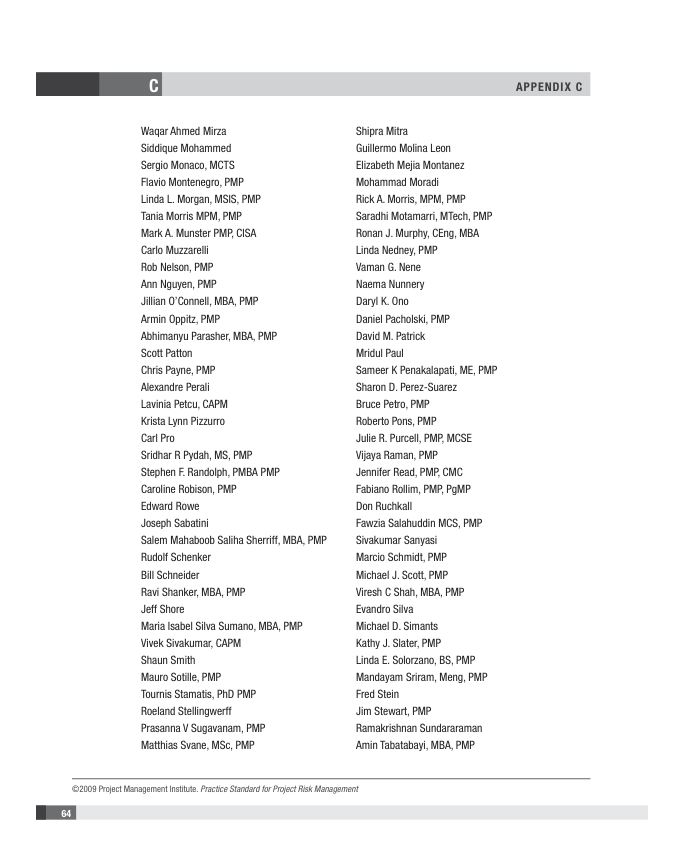 C
APPENDIX C
Waqar Ahmed Mirza
Siddique Mohammed
Sergio Monaco, MCTS
Flavio Montenegro, PMP
Linda L. Morgan, MSIS, PMP
Tania Morris MPM, PMP
Mark A. Munster PMP, CISA
Carlo Muzzarelli
Rob Nelson, PMP
Ann Nguyen, PMP
Jillian O’Connell, MBA, PMP
Armin Oppitz, PMP
Abhimanyu Parasher, MBA, PMP
Scott Patton
Chris Payne, PMP
Alexandre Perali
Lavinia Petcu, CAPM
Krista Lynn Pizzurro
Carl Pro
Sridhar R Pydah, MS, PMP
Stephen F. Randolph, PMBA PMP
Caroline Robison, PMP
Edward Rowe
Joseph Sabatini
Salem Mahaboob Saliha Sherriff, MBA, PMP
Rudolf Schenker
Bill Schneider
Ravi Shanker, MBA, PMP
Jeff Shore
Maria Isabel Silva Sumano, MBA, PMP
Vivek Sivakumar, CAPM
Shaun Smith
Mauro Sotille, PMP
Tournis Stamatis, PhD PMP
Roeland Stellingwerff
Prasanna V Sugavanam, PMP
Matthias Svane, MSc, PMP
Shipra Mitra
Guillermo Molina Leon
Elizabeth Mejia Montanez
Mohammad Moradi
Rick A. Morris, MPM, PMP
Saradhi Motamarri, MTech, PMP
Ronan J. Murphy, CEng, MBA
Linda Nedney, PMP
Vaman G. Nene
Naema Nunnery
Daryl K. Ono
Daniel Pacholski, PMP
David M. Patrick
Mridul Paul
Sameer K Penakalapati, ME, PMP
Sharon D. Perez-Suarez
Bruce Petro, PMP
Roberto Pons, PMP
Julie R. Purcell, PMP, MCSE
Vijaya Raman, PMP
Jennifer Read, PMP, CMC
Fabiano Rollim, PMP, PgMP
Don Ruchkall
Fawzia Salahuddin MCS, PMP
Sivakumar Sanyasi
Marcio Schmidt, PMP
Michael J. Scott, PMP
Viresh C Shah, MBA, PMP
Evandro Silva
Michael D. Simants
Kathy J. Slater, PMP
Linda E. Solorzano, BS, PMP
Mandayam Sriram, Meng, PMP
Fred Stein
Jim Stewart, PMP
Ramakrishnan Sundararaman
Amin Tabatabayi, MBA, PMP
©2009 Project Management Institute. Practice Standard for Project Risk Management
64